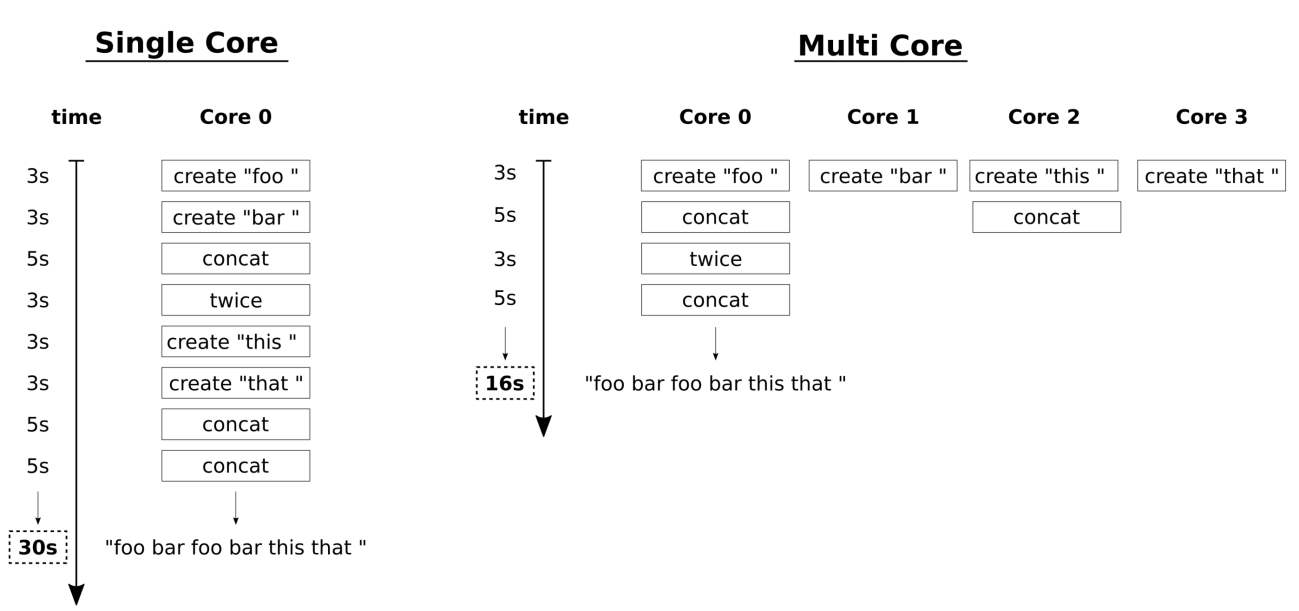 Single Core
time Core 0
3s create "foo "
3s create "bar "
5s concat
3s twice
3s create "this "
3s create "that "
5s concat
5s concat
30s "foo bar foo bar this that "
Multi Core
time Core 0 Core 1 Core 2 Core 3
3s create "foo " create "bar " create "this " create "that "
5s concat concat
3s twice
5s concat
16s "foo bar foo bar this that "